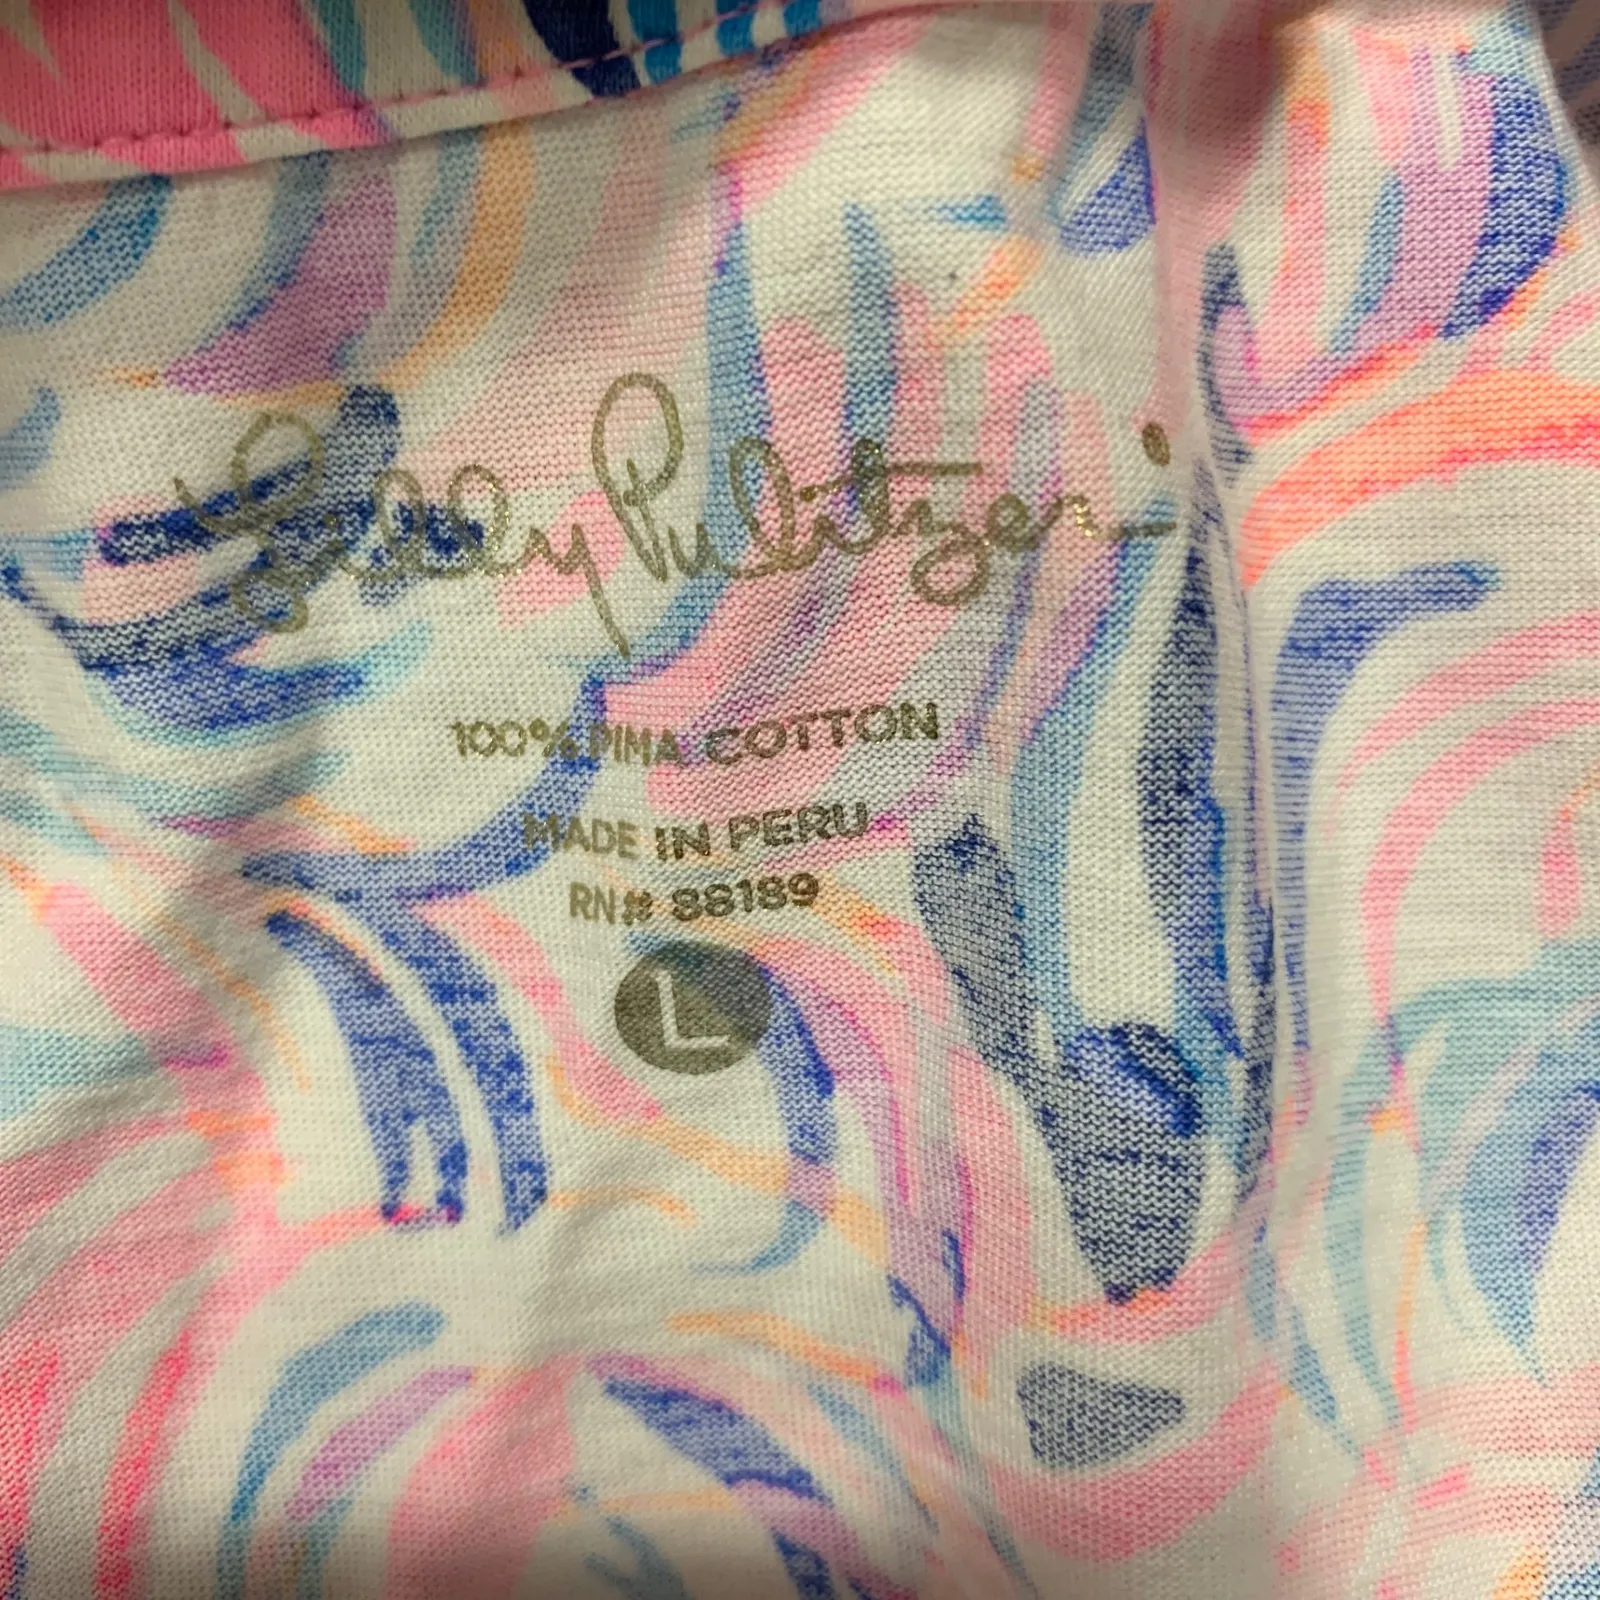 Lilly Pulitzer
100% PIMA COTTON
MADE IN PERU
RN# 88189
L